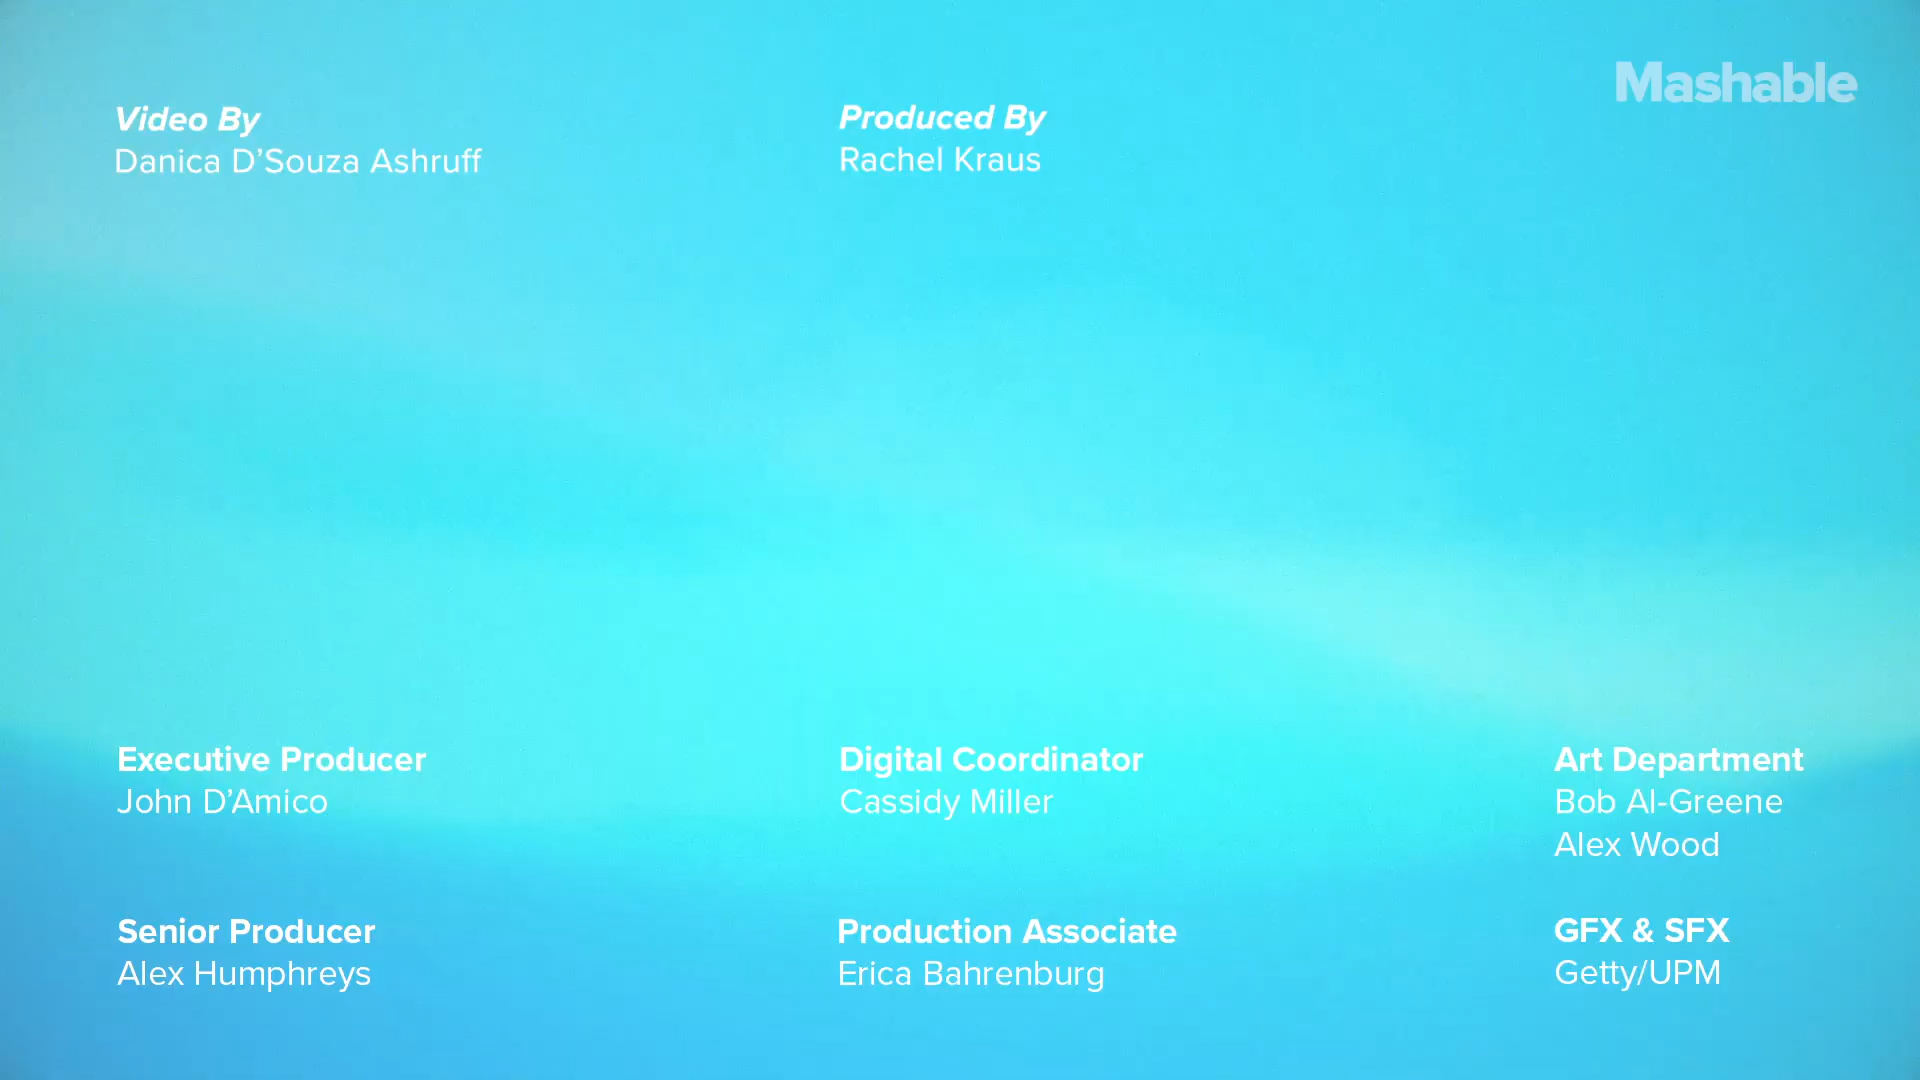 Mashable
Video By
Danica D’Souza Ashruff
Produced By
Rachel Kraus
Executive Producer
John D’Amico
Digital Coordinator
Cassidy Miller
Art Department
Bob Al-Greene
Alex Wood
Senior Producer
Alex Humphreys
Production Associate
Erica Bahrenburg
GFX & SFX
Getty/UPM